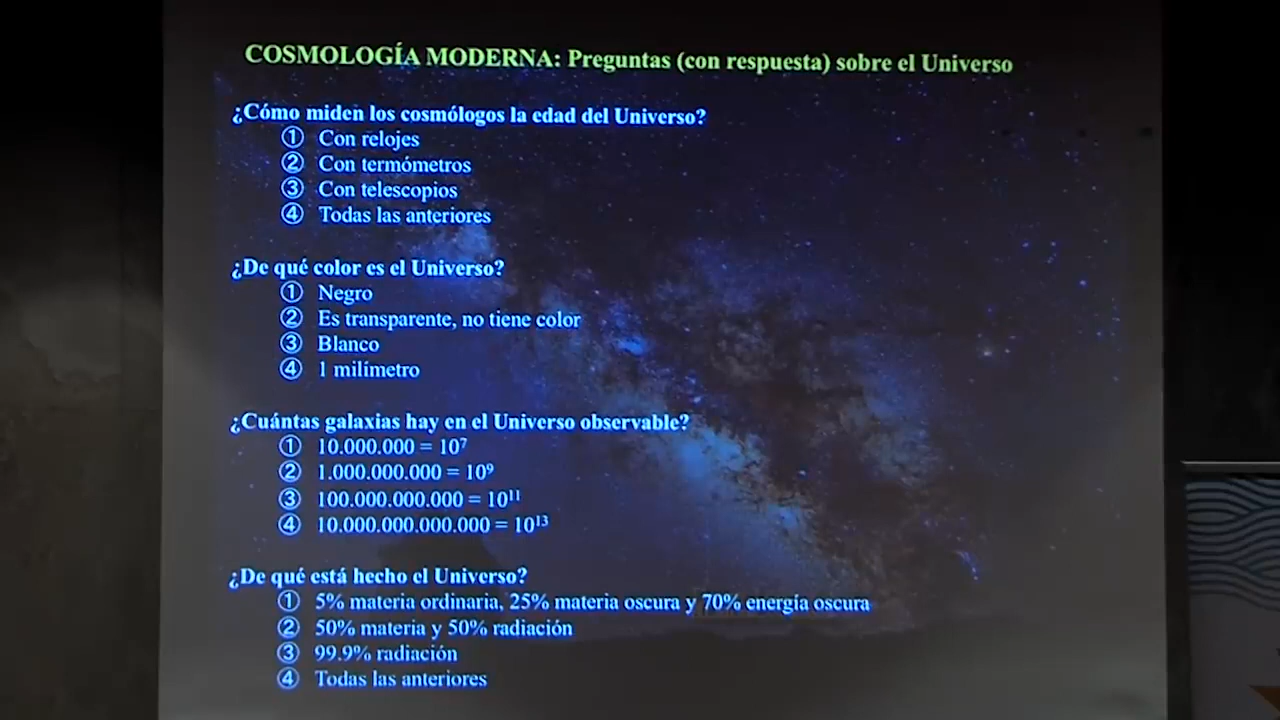 COSMOLOGÍA MODERNA: Preguntas (con respuesta) sobre el Universo
¿Cómo miden los cosmólogos la edad del Universo?
① Con relojes
② Con termómetros
③ Con telescopios
④ Todas las anteriores
¿De qué color es el Universo?
① Negro
② Es transparente, no tiene color
③ Blanco
④ 1 milímetro
¿Cuántas galaxias hay en el Universo observable?
① 10.000.000 = 10⁷
② 1.000.000.000 = 10⁹
③ 100.000.000.000 = 10¹¹
④ 10.000.000.000.000 = 10¹³
¿De qué está hecho el Universo?
① 5% materia ordinaria, 25% materia oscura y 70% energía oscura
② 50% materia y 50% radiación
③ 99.9% radiación
④ Todas las anteriores